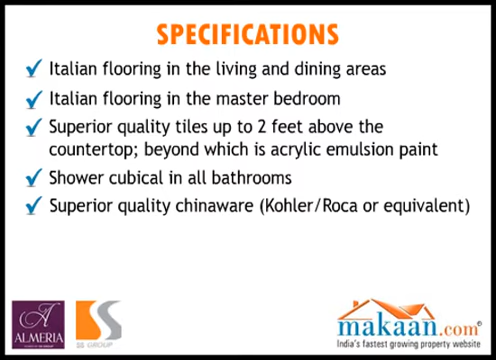 SPECIFICATIONS
Italian flooring in the living and dining areas
Italian flooring in the master bedroom
Superior quality tiles up to 2 feet above the
countertop; beyond which is acrylic emulsion paint
Shower cubical in all bathrooms
Superior quality chinaware (Kohler/Roca or equivalent)
A
ALMERIA
SS GROUP
makaan.com
India's fastest growing property website